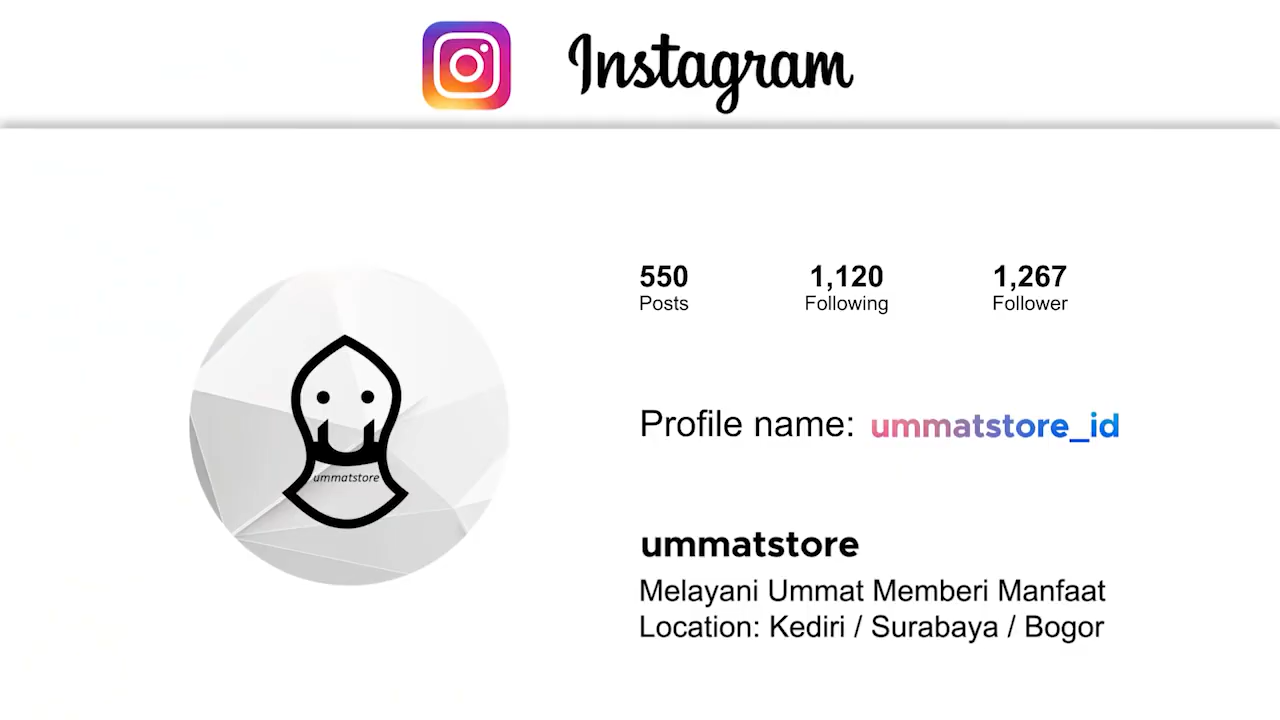 Instagram
550 1,120 1,267
Posts Following Follower
Profile name: ummatstore_id
ummatstore
ummatstore
Melayani Ummat Memberi Manfaat
Location: Kediri / Surabaya / Bogor